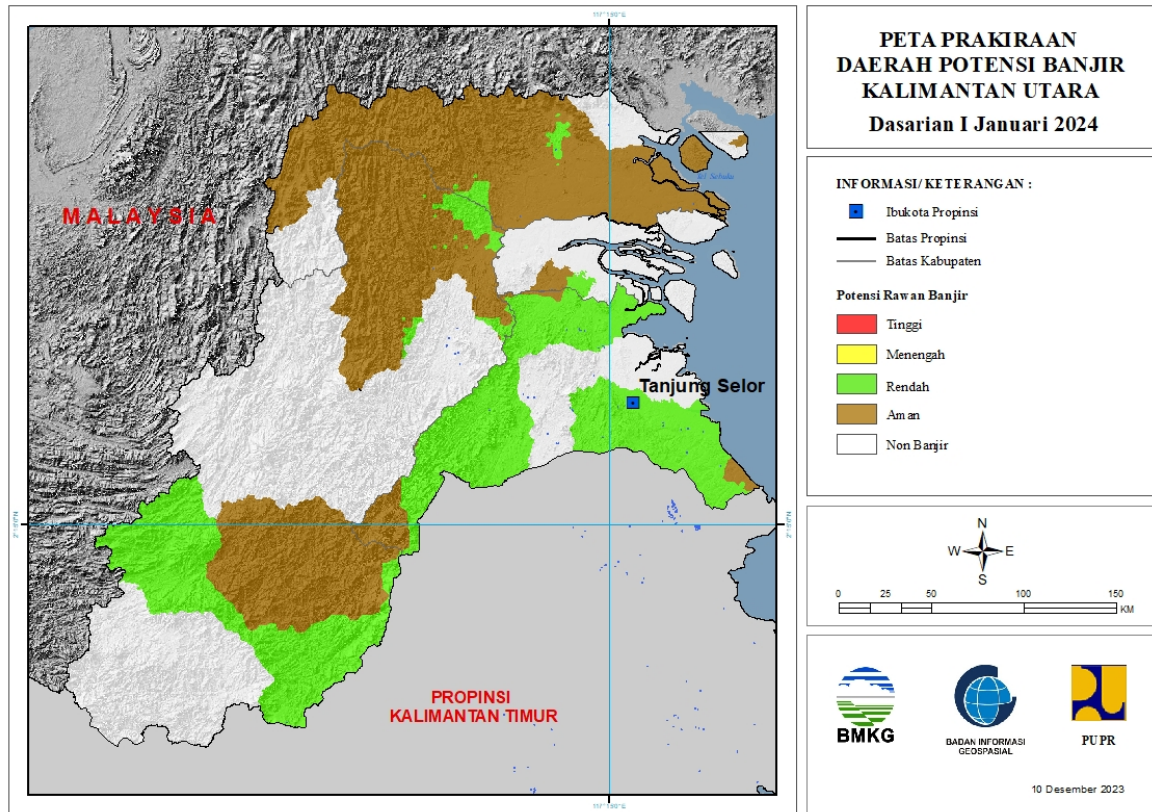 PETA PRAKIRAAN
DAERAH POTENSI BANJIR
KALIMANTAN UTARA
Dasarian I Januari 2024
INFORMASI/ KETERANGAN :
Ibukota Propinsi
Batas Propinsi
Batas Kabupaten
Potensi Rawan Banjir
Tinggi
Menengah
Rendah
Aman
Non Banjir
MALAYSIA
Tanjung Selor
PROPINSI
KALIMANTAN TIMUR
N
W E
S
0 25 50 100 150
KM
BMKG
BADAN INFORMASI
GEOSPASIAL
PUPR
10 Desember 2023